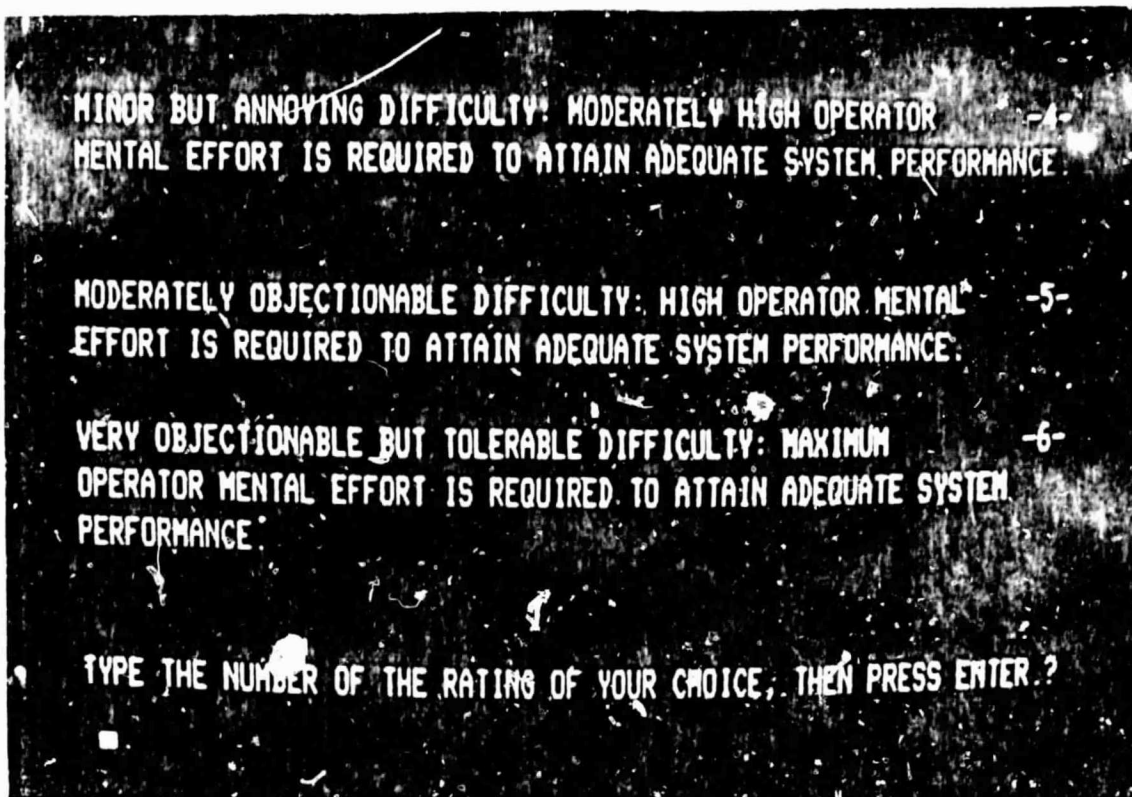 MINOR BUT ANNOYING DIFFICULTY: MODERATELY HIGH OPERATOR -4-
MENTAL EFFORT IS REQUIRED TO ATTAIN ADEQUATE SYSTEM PERFORMANCE.
MODERATELY OBJECTIONABLE DIFFICULTY: HIGH OPERATOR MENTAL -5-
EFFORT IS REQUIRED TO ATTAIN ADEQUATE SYSTEM PERFORMANCE.
VERY OBJECTIONABLE BUT TOLERABLE DIFFICULTY: MAXIMUM -6-
OPERATOR MENTAL EFFORT IS REQUIRED TO ATTAIN ADEQUATE SYSTEM
PERFORMANCE.
TYPE THE NUMBER OF THE RATING OF YOUR CHOICE, THEN PRESS ENTER.?